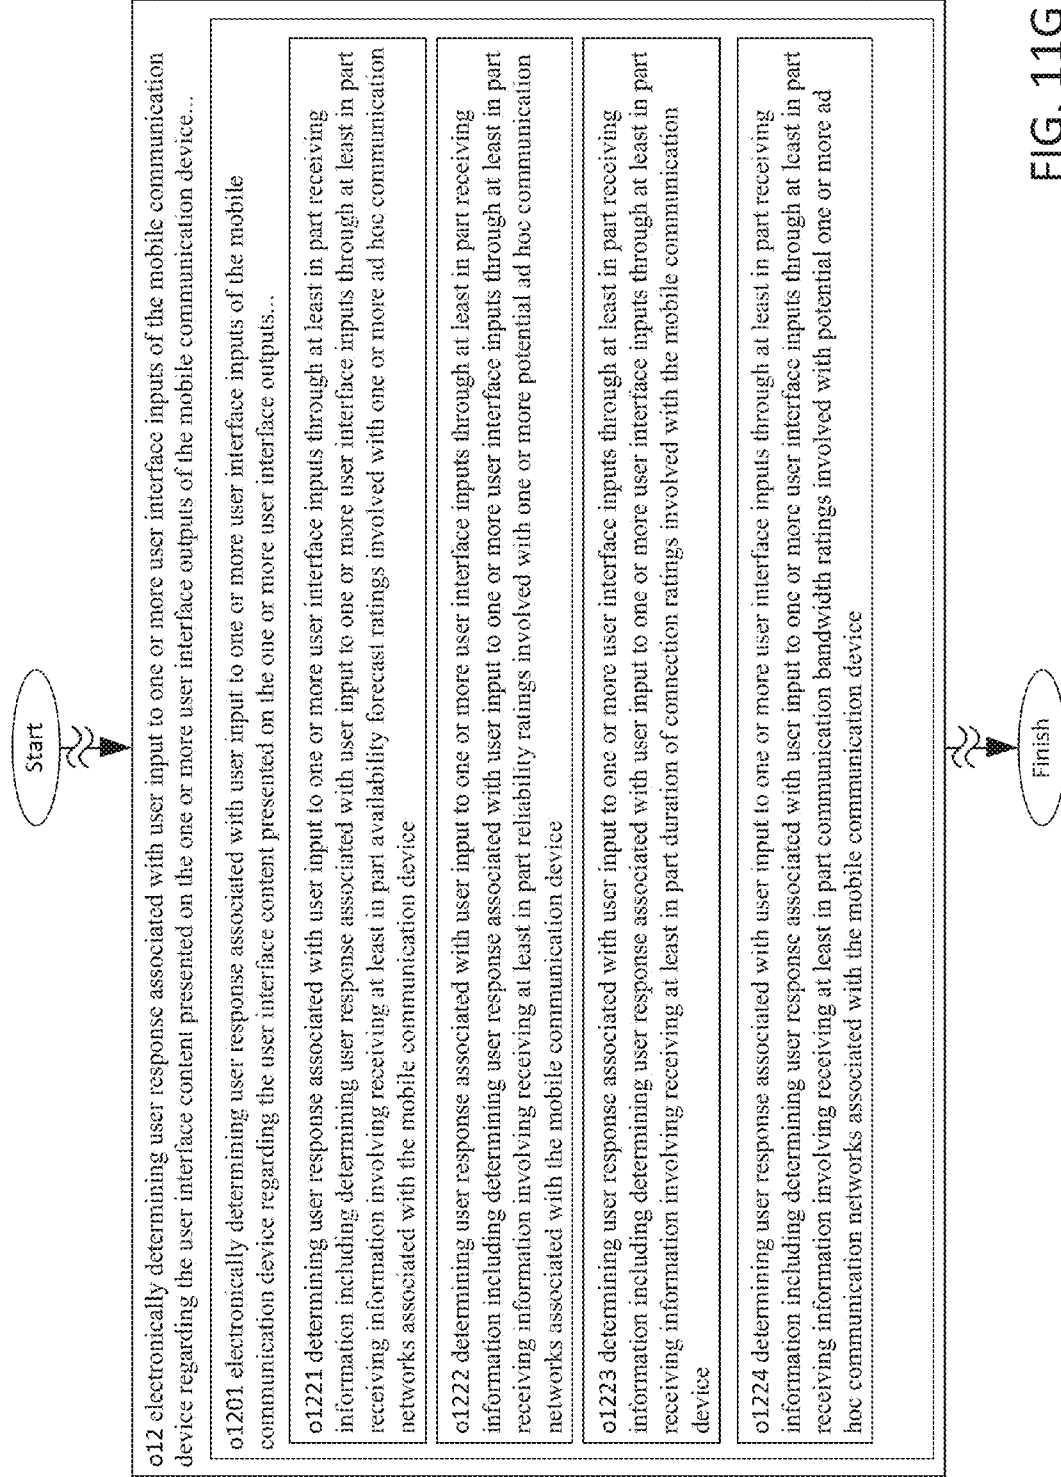 Start
o12 electronically determining user response associated with user input to one or more user interface inputs of the mobile communication
device regarding the user interface content presented on the one or more user interface outputs of the mobile communication device...
o1201 electronically determining user response associated with user input to one or more user interface inputs of the mobile
communication device regarding the user interface content presented on the one or more user interface outputs...
o1221 determining user response associated with user input to one or more user interface inputs through at least in part receiving
information including determining user response associated with user input to one or more user interface inputs through at least in part
receiving information involving receiving at least in part availability forecast ratings involved with one or more ad hoc communication
networks associated with the mobile communication device
o1222 determining user response associated with user input to one or more user interface inputs through at least in part receiving
information including determining user response associated with user input to one or more user interface inputs through at least in part
receiving information involving receiving at least in part reliability ratings involved with one or more potential ad hoc communication
networks associated with the mobile communication device
o1223 determining user response associated with user input to one or more user interface inputs through at least in part receiving
information including determining user response associated with user input to one or more user interface inputs through at least in part
receiving information involving receiving at least in part duration of connection ratings involved with the mobile communication
device
o1224 determining user response associated with user input to one or more user interface inputs through at least in part receiving
information including determining user response associated with user input to one or more user interface inputs through at least in part
receiving information involving receiving at least in part communication bandwidth ratings involved with potential one or more ad
hoc communication networks associated with the mobile communication device
Finish
FIG. 11G